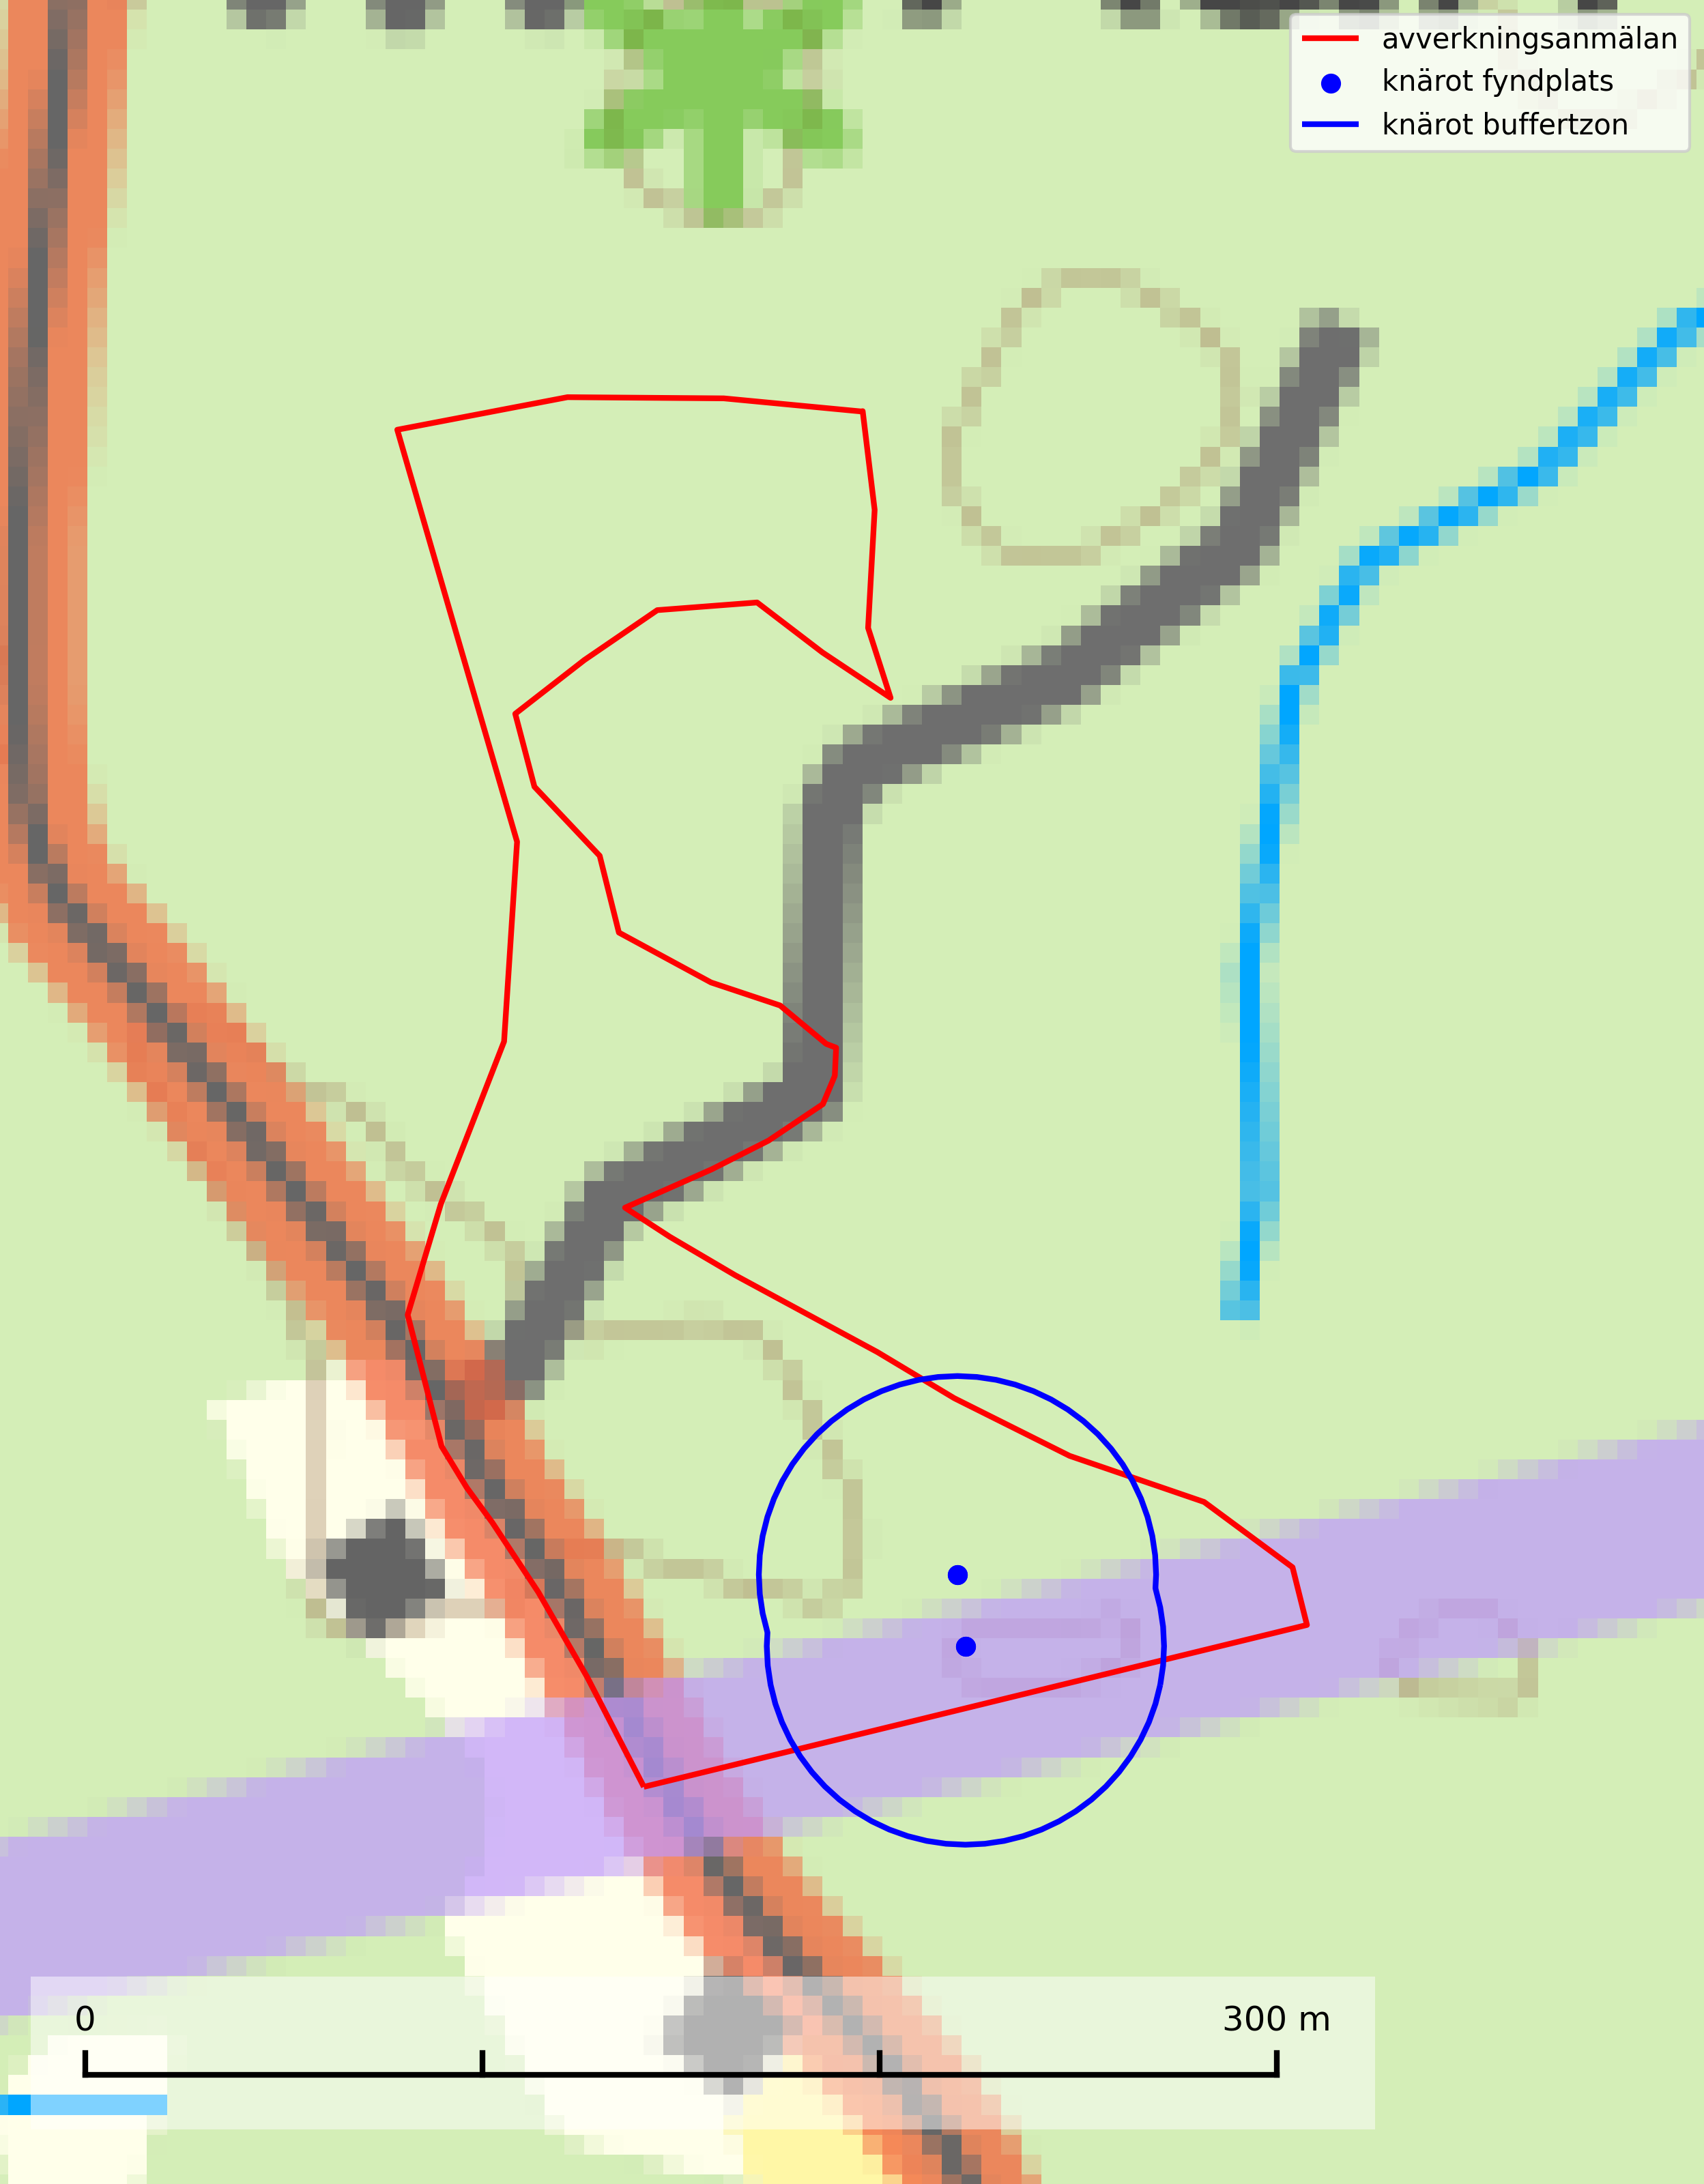 avverkningsanmälan
knärot fyndplats
knärot buffertzon
0
300 m